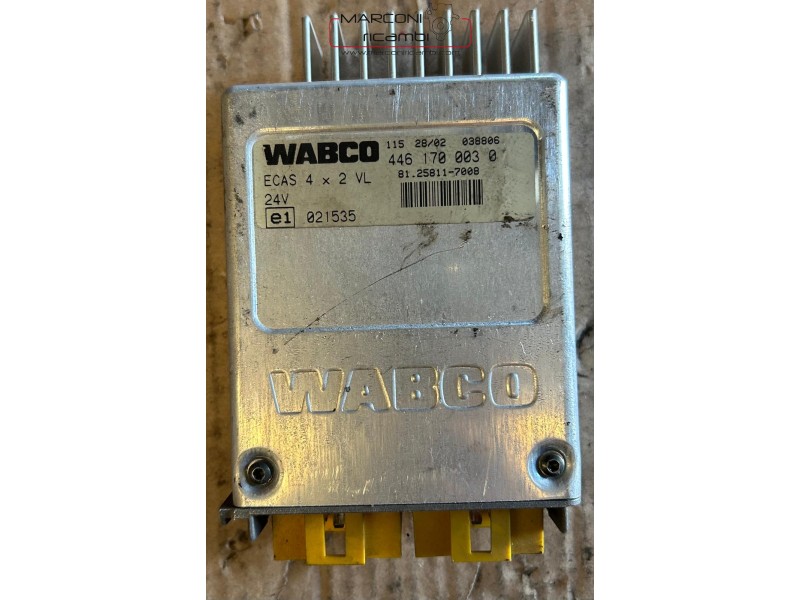 MARCONI
ricambi
WABCO
115 28/02 038806
446 170 003 0
ECAS 4 x 2 VL
81.25811-7008
24V
e1 021535
WABCO